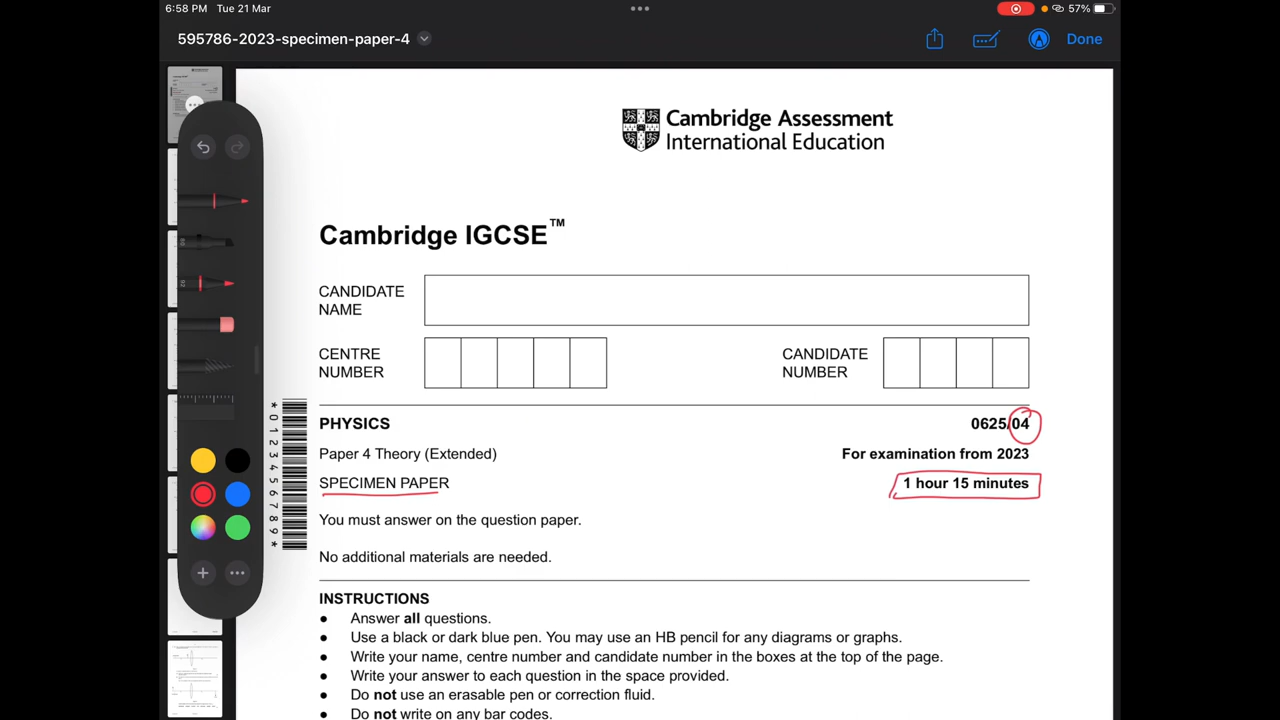 6:58 PM Tue 21 Mar
57%
595786-2023-specimen-paper-4
Done
Cambridge Assessment
International Education
Cambridge IGCSE™
CANDIDATE
NAME
CENTRE
NUMBER
CANDIDATE
NUMBER
PHYSICS
0625/04
Paper 4 Theory (Extended)
For examination from 2023
SPECIMEN PAPER
1 hour 15 minutes
You must answer on the question paper.
No additional materials are needed.
*0123456789*
INSTRUCTIONS
● Answer all questions.
● Use a black or dark blue pen. You may use an HB pencil for any diagrams or graphs.
● Write your name, centre number and candidate number in the boxes at the top of the page.
● Write your answer to each question in the space provided.
● Do not use an erasable pen or correction fluid.
● Do not write on any bar codes.